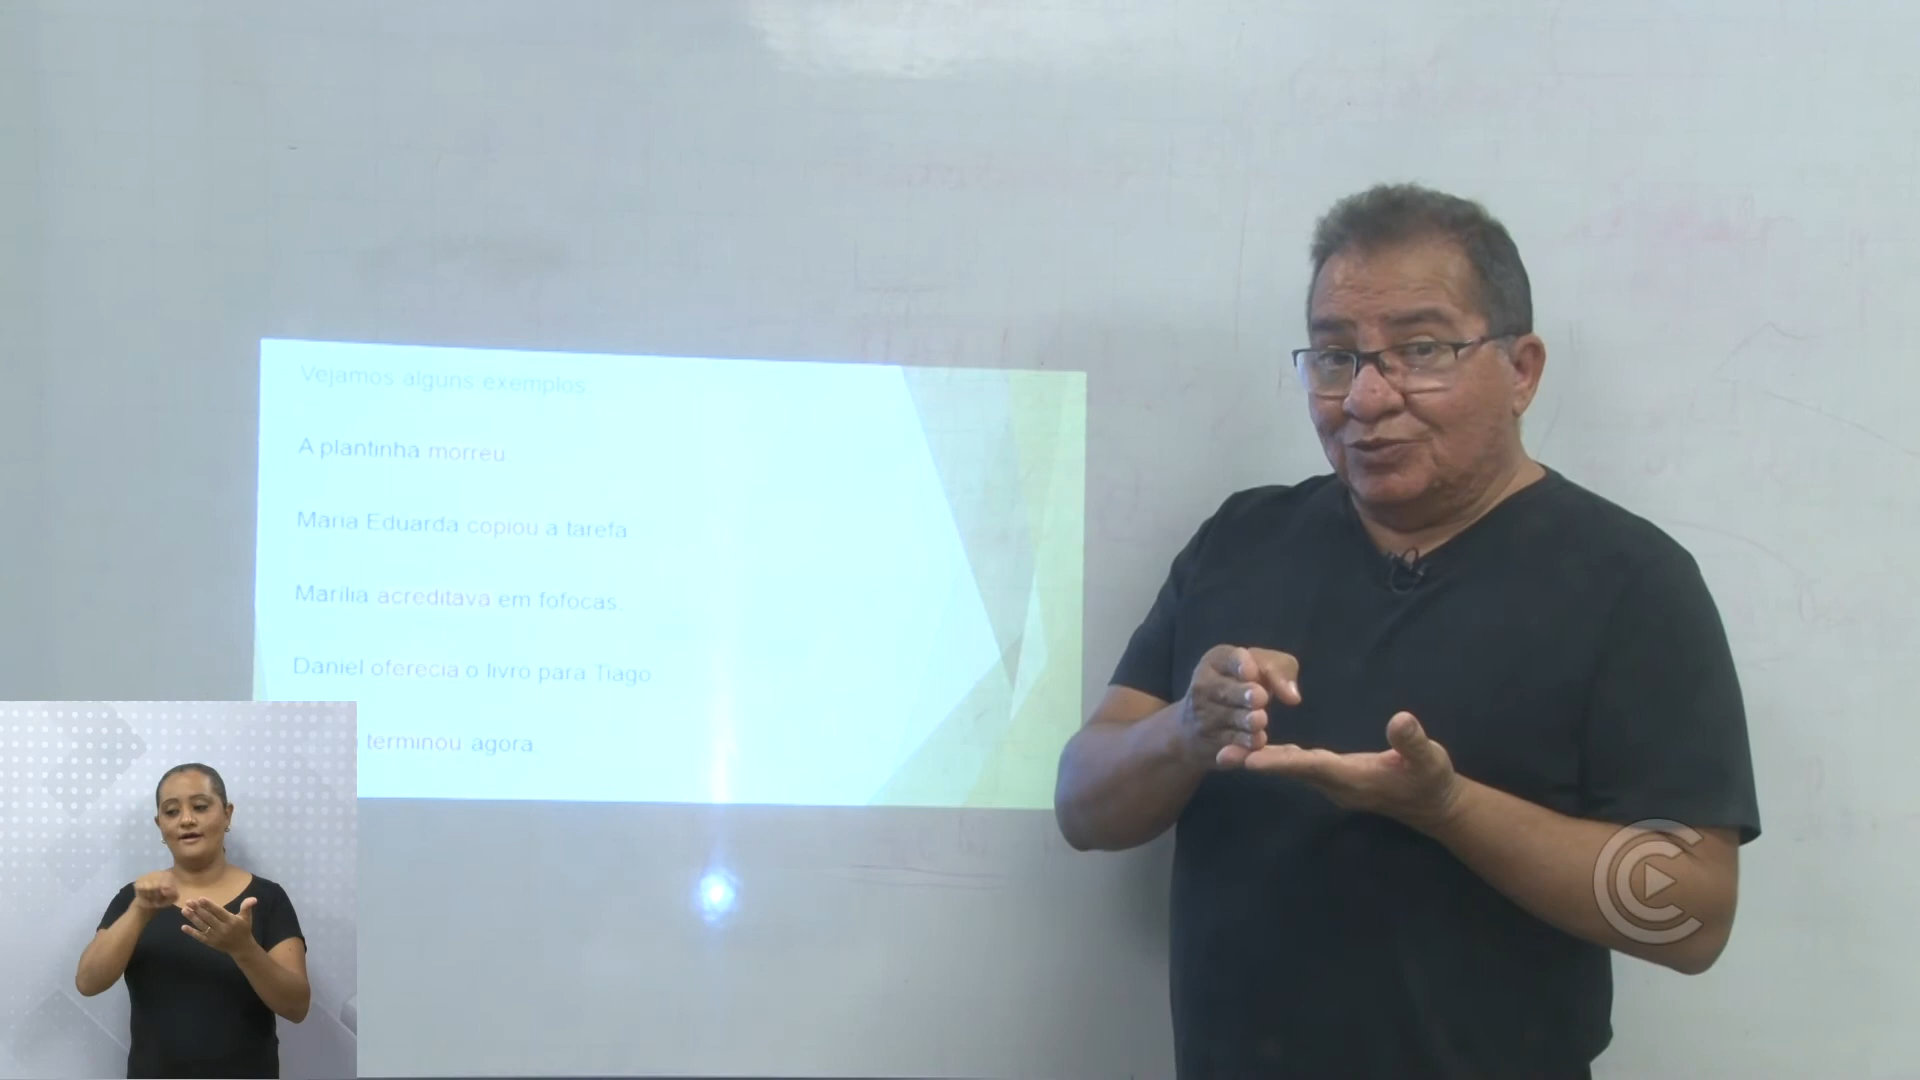 Vejamos alguns exemplos:
A plantinha morreu.
Maria Eduarda copiou a tarefa.
Marília acreditava em fofocas.
Daniel oferecia o livro para Tiago.
terminou agora.